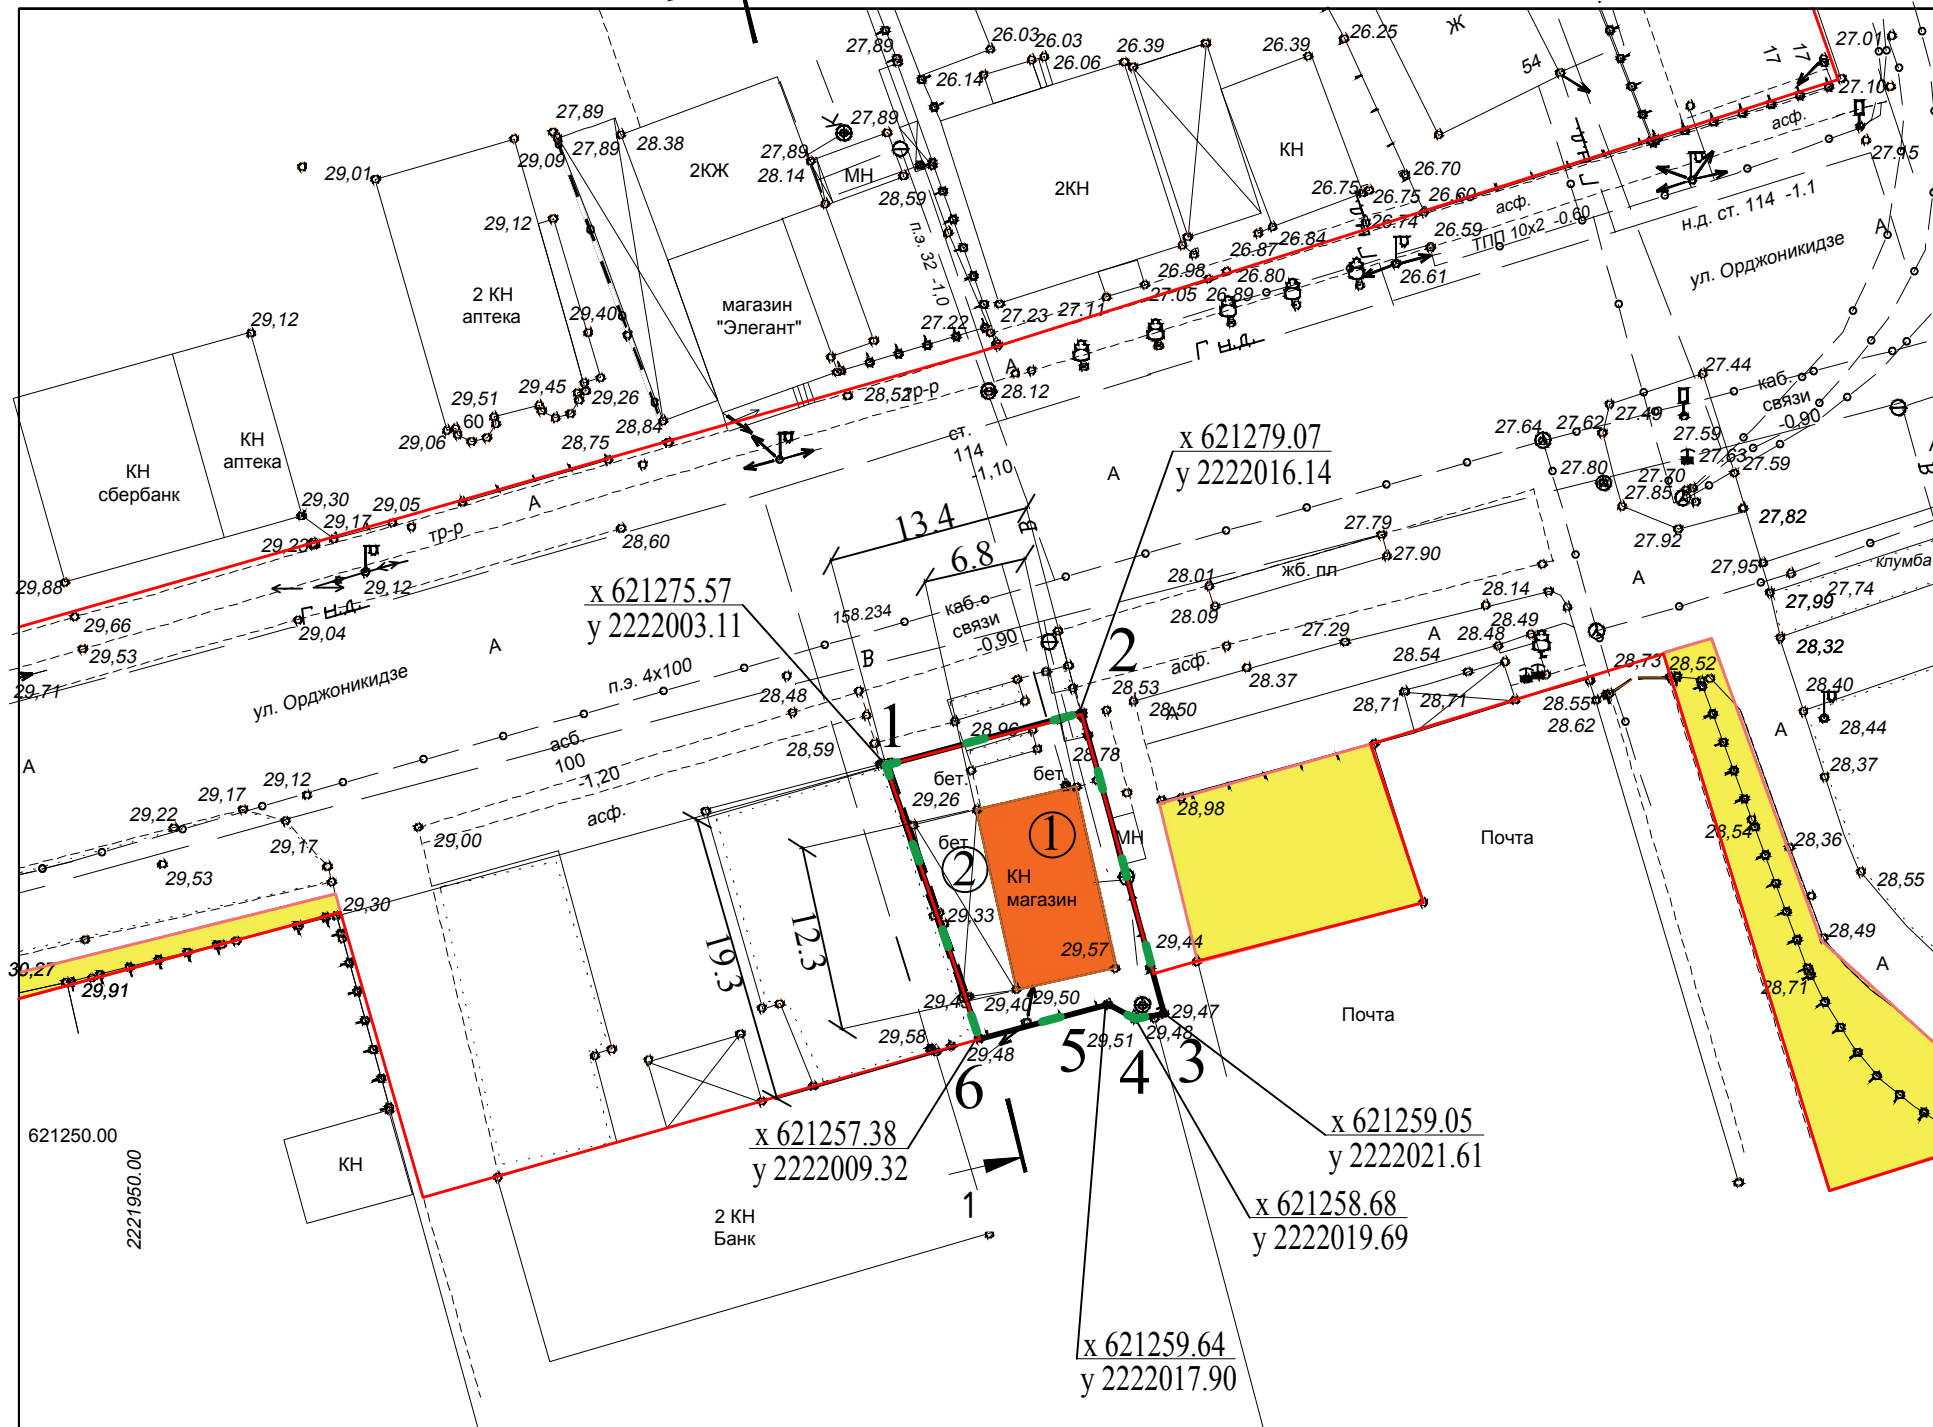 27,89
26.03
26.03
26.06
26.14
26.39
26.39
26.25
Ж
54
17
17
27.01
27.10
асф.
27.15
29,01
27,89
29,09
27,89
28.38
2КЖ
К
27,89
27,89
28.14
МН
28,59
2КН
КН
26.75
26.75
26.70
26.60
26.74
асф.
26.59
ТПП 10х2 -0.60
н.д. ст. 114 -1.1
ул. Орджоникидзе
А
29,12
2 КН
аптека
29,40
магазин
"Элегант"
п.э. 32 -1,0
27.22
27.23
27.11
27.05
26.98
26.89
26.80
26.87
26.84
26.61
Г н.д.
29,12
КН
аптека
КН
сбербанк
29,51
60
29,06
29,45
29,26
28,84
28,75
28,52
тр-р
А
28.12
27.44
каб.
связи
-0,90
27.64
27.62
27.49
27.59
27.63
27.59
27.80
27.70
27.85
27.92
27,82
В
29,30
29,17
29,05
29,23
тр-р
А
28,60
29,88
29,12
Г н.д.
29,04
29,66
29,53
29,71
ст.
114
-1,10
А
х 621279.07
у 2222016.14
13.4
6.8
В
27.79
27.90
жб. пл
28.01
28.09
28.14
27,95
27,99
27,74
клумба
А
х 621275.57
у 2222003.11
158.234
каб.
связи
-0,90
В
2
асф.
27.29
28.37
28.49
28.48
28.54
А
28,32
28.73
28,52
28.40
28,44
28,37
А
ул. Орджоникидзе
А
п.э. 4х100
28.48
28,59
28.53
28.50
А
28,71
28,71
28.55
28.62
асб.
100
-1,20
асф.
1
28.96
28.78
бет.
бет.
29,26
бет.
МН
28,98
Почта
28,54
28,36
28,55
А
29,12
29,17
29,22
29,17
29,53
29,00
29,30
30,27
29,91
1
2
КН
магазин
29,33
29,57
29,44
19.3
12.3
29,40
29,50
29,58
29,48
29,51
29,48
29,47
5
4
3
6
Почта
28,49
28,71
А
х 621257.38
у 2222009.32
х 621259.05
у 2222021.61
х 621258.68
у 2222019.69
х 621259.64
у 2222017.90
621250.00
2221950.00
КН
2 КН
Банк
1